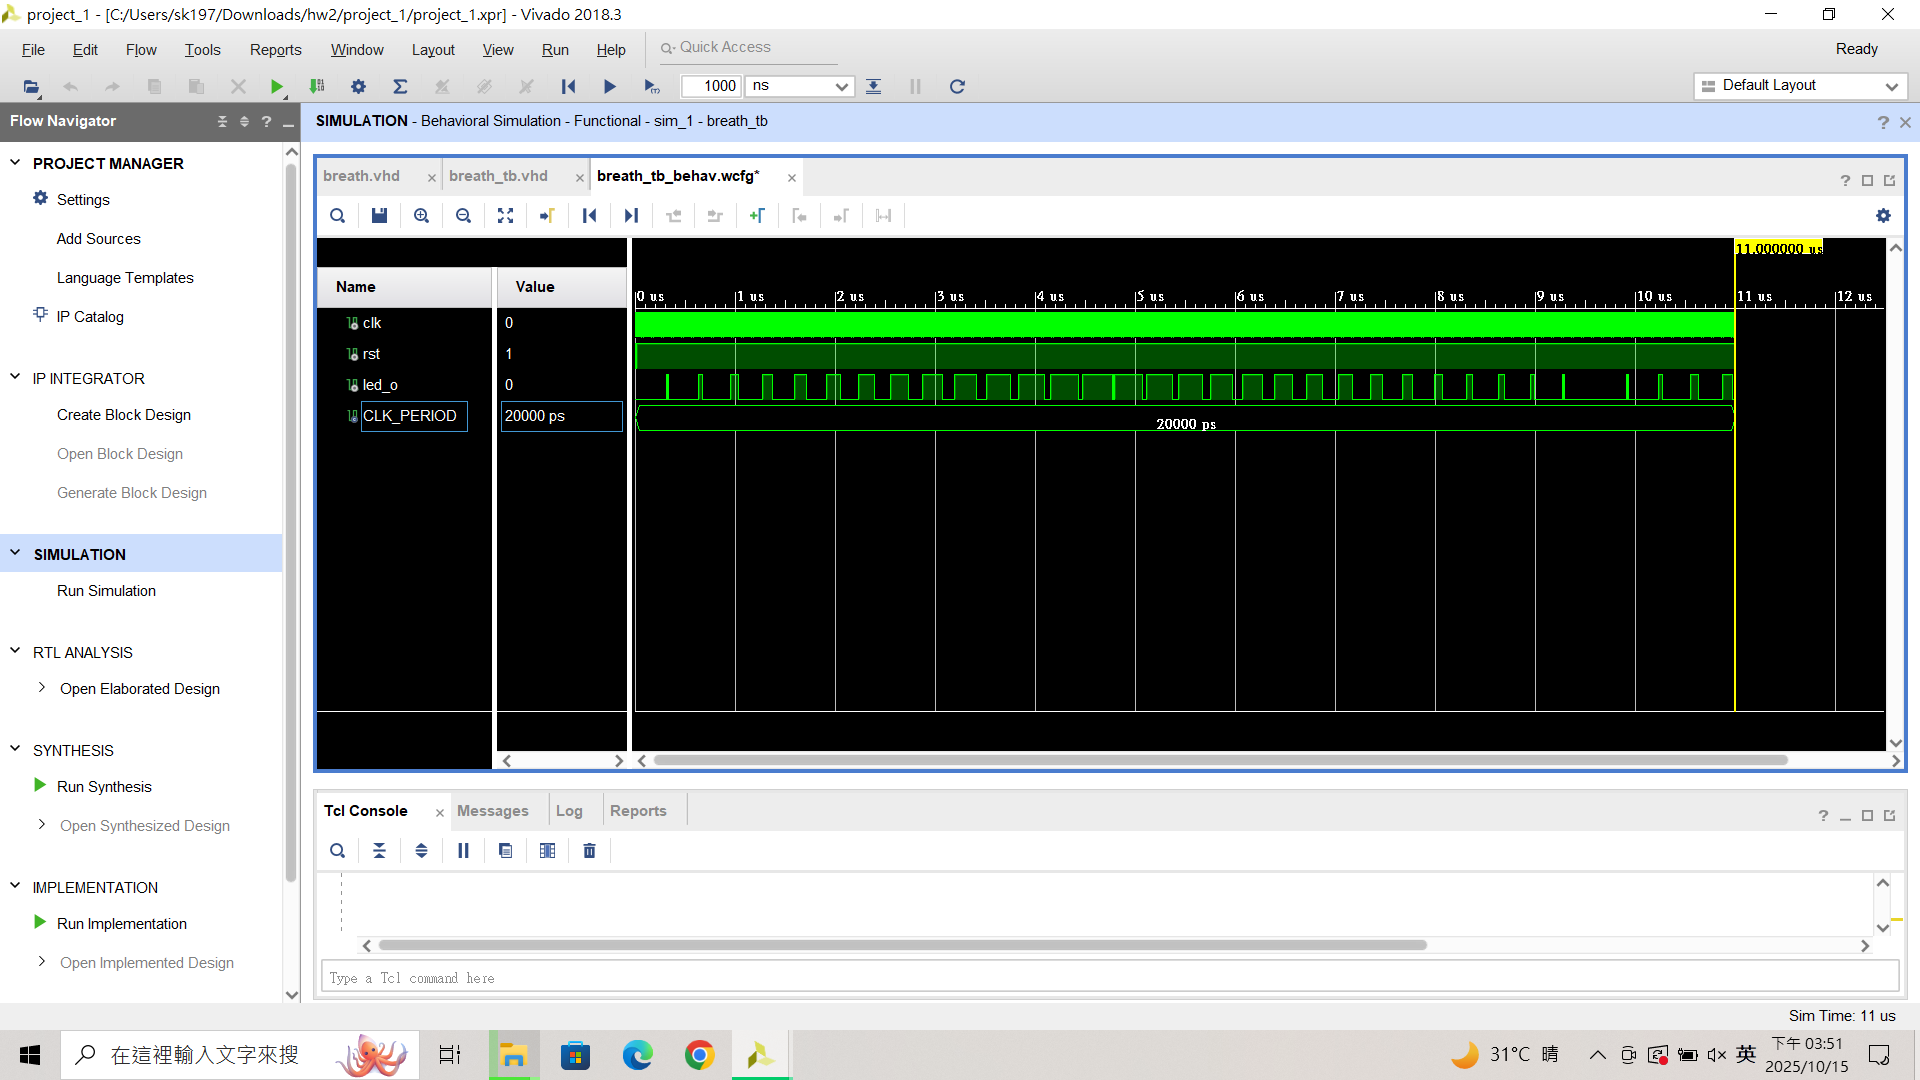 project_1 - [C:/Users/sk197/Downloads/hw2/project_1/project_1.xpr] - Vivado 2018.3
File Edit Flow Tools Reports Window Layout View Run Help Quick Access Ready
1000 ns Default Layout
Flow Navigator
SIMULATION - Behavioral Simulation - Functional - sim_1 - breath_tb
PROJECT MANAGER
Settings
Add Sources
Language Templates
IP Catalog
IP INTEGRATOR
Create Block Design
Open Block Design
Generate Block Design
SIMULATION
Run Simulation
RTL ANALYSIS
Open Elaborated Design
SYNTHESIS
Run Synthesis
Open Synthesized Design
IMPLEMENTATION
Run Implementation
Open Implemented Design
breath.vhd breath_tb.vhd breath_tb_behav.wcfg*
11.000000 us
Name Value
0 us 1 us 2 us 3 us 4 us 5 us 6 us 7 us 8 us 9 us 10 us 11 us 12 us
clk 0
rst 1
led_o 0
CLK_PERIOD 20000 ps 20000 ps
Tcl Console Messages Log Reports
Type a Tcl command here
Sim Time: 11 us
在這裡輸入文字來搜
31°C 晴 英
下午 03:51
2025/10/15